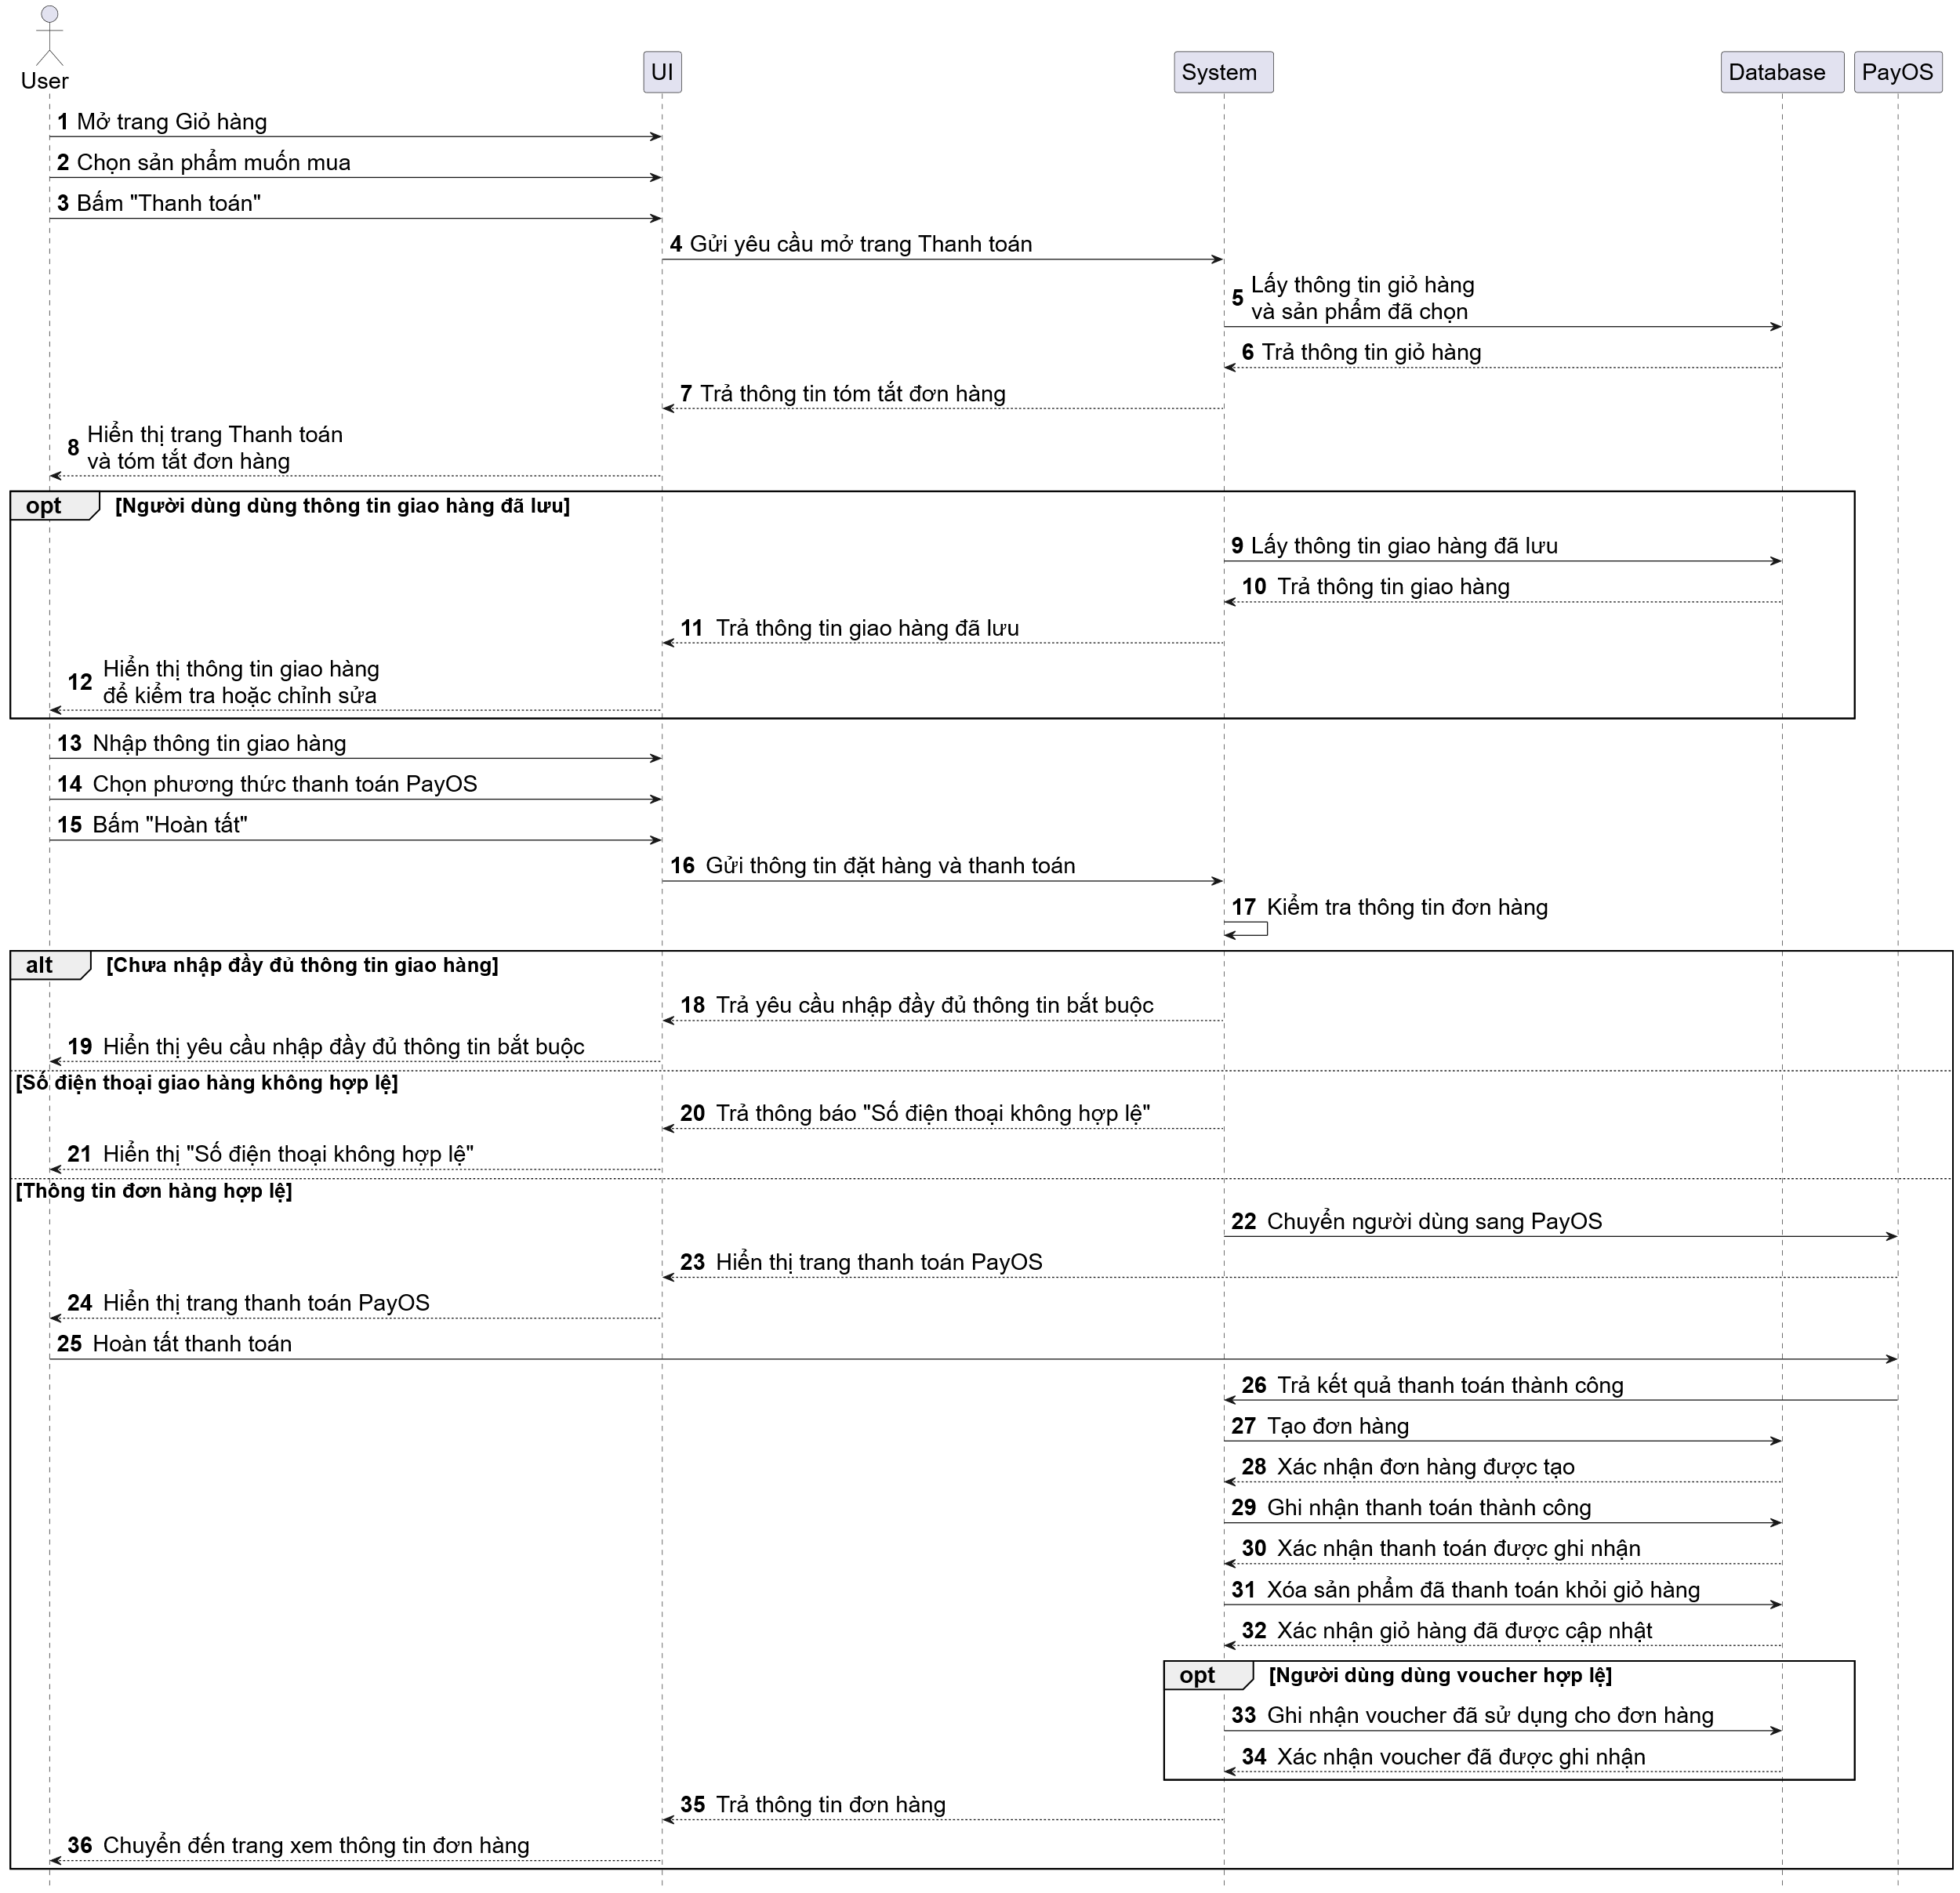 User
UI
System
Database
PayOS
1 Mở trang Giỏ hàng
2 Chọn sản phẩm muốn mua
3 Bấm "Thanh toán"
4 Gửi yêu cầu mở trang Thanh toán
5 Lấy thông tin giỏ hàng
và sản phẩm đã chọn
6 Trả thông tin giỏ hàng
7 Trả thông tin tóm tắt đơn hàng
8 Hiển thị trang Thanh toán
và tóm tắt đơn hàng
opt [Người dùng dùng thông tin giao hàng đã lưu]
9 Lấy thông tin giao hàng đã lưu
10 Trả thông tin giao hàng
11 Trả thông tin giao hàng đã lưu
12 Hiển thị thông tin giao hàng
để kiểm tra hoặc chỉnh sửa
13 Nhập thông tin giao hàng
14 Chọn phương thức thanh toán PayOS
15 Bấm "Hoàn tất"
16 Gửi thông tin đặt hàng và thanh toán
17 Kiểm tra thông tin đơn hàng
alt [Chưa nhập đầy đủ thông tin giao hàng]
18 Trả yêu cầu nhập đầy đủ thông tin bắt buộc
19 Hiển thị yêu cầu nhập đầy đủ thông tin bắt buộc
[Số điện thoại giao hàng không hợp lệ]
20 Trả thông báo "Số điện thoại không hợp lệ"
21 Hiển thị "Số điện thoại không hợp lệ"
[Thông tin đơn hàng hợp lệ]
22 Chuyển người dùng sang PayOS
23 Hiển thị trang thanh toán PayOS
24 Hiển thị trang thanh toán PayOS
25 Hoàn tất thanh toán
26 Trả kết quả thanh toán thành công
27 Tạo đơn hàng
28 Xác nhận đơn hàng được tạo
29 Ghi nhận thanh toán thành công
30 Xác nhận thanh toán được ghi nhận
31 Xóa sản phẩm đã thanh toán khỏi giỏ hàng
32 Xác nhận giỏ hàng đã được cập nhật
opt [Người dùng dùng voucher hợp lệ]
33 Ghi nhận voucher đã sử dụng cho đơn hàng
34 Xác nhận voucher đã được ghi nhận
35 Trả thông tin đơn hàng
36 Chuyển đến trang xem thông tin đơn hàng